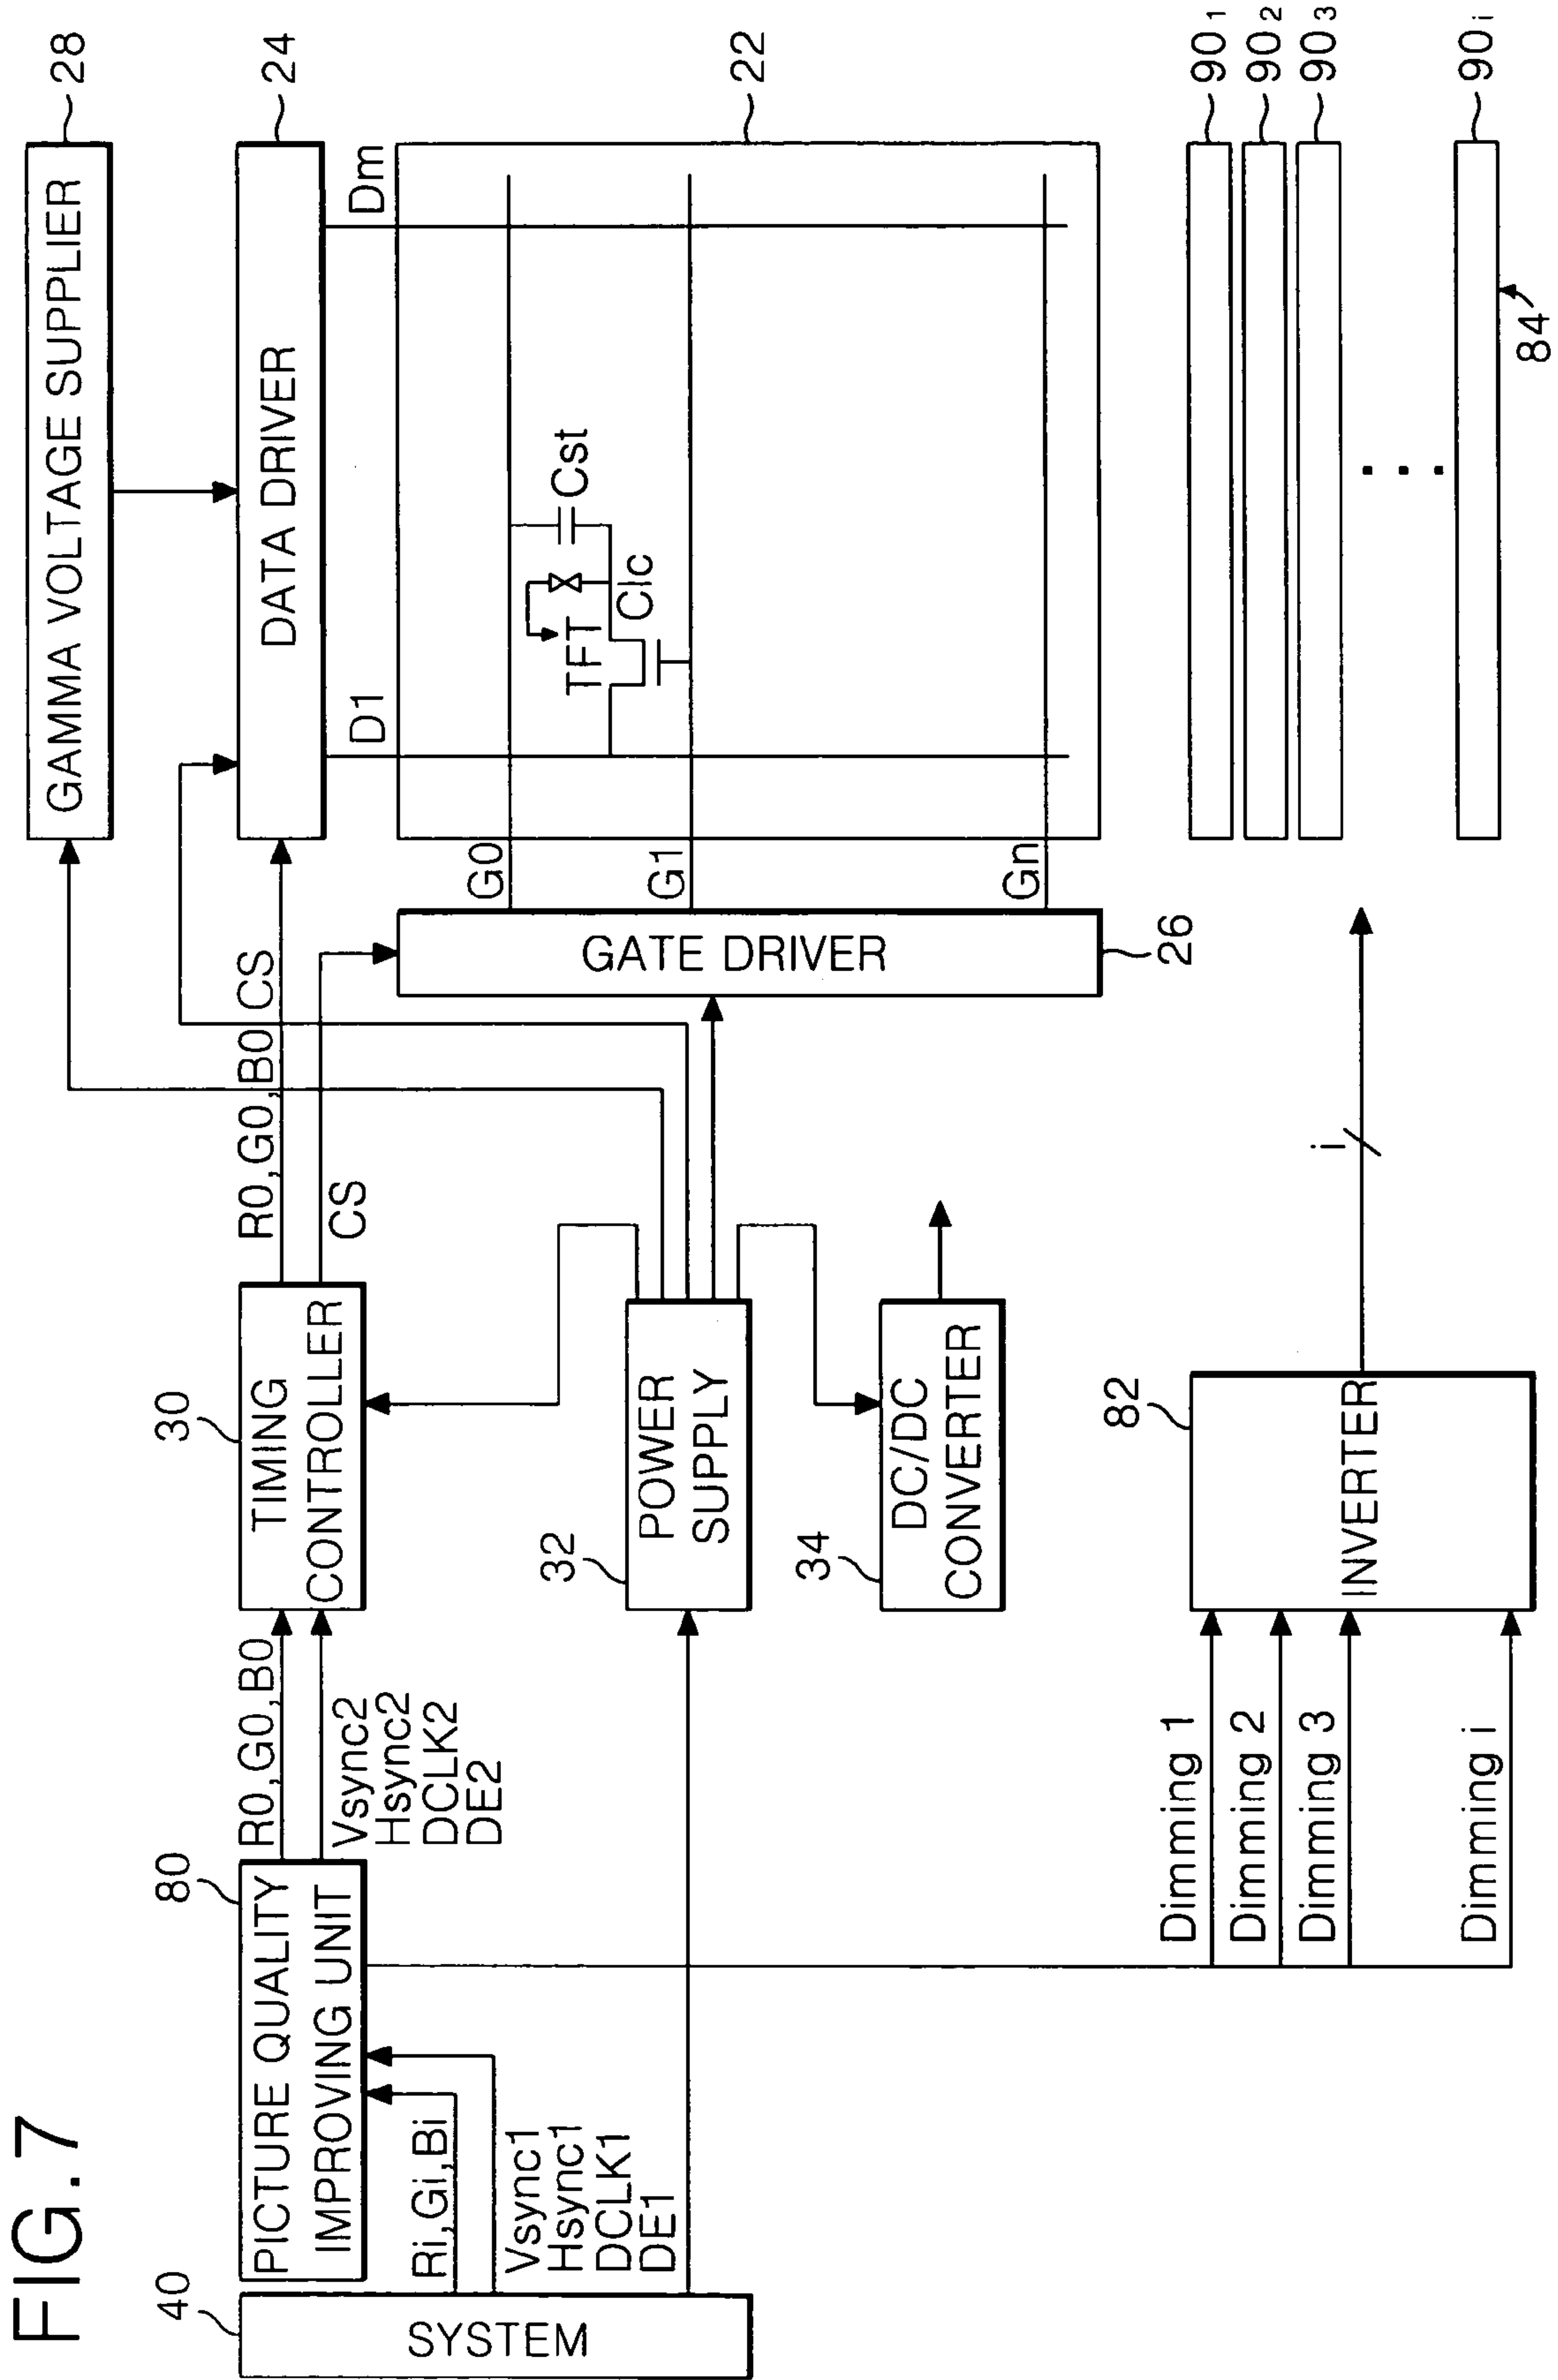 FIG.7
28
GAMMA VOLTAGE SUPPLIER
24
DATA DRIVER
D1
Dm
22
G0
G1
Gn
TFT
Clc
Cst
GATE DRIVER
26
R0,G0,B0 CS
CS
30
TIMING
CONTROLLER
R0,G0,B0
Vsync2
Hsync2
DCLK2
DE2
80
PICTURE QUALITY
IMPROVING UNIT
Ri,Gi,Bi
Vsync1
Hsync1
DCLK1
DE1
40
SYSTEM
32
POWER
SUPPLY
34
DC/DC
CONVERTER
82
INVERTER
i
Dimming 1
Dimming 2
Dimming 3
Dimming i
90₁
90₂
90₃
90ᵢ
84